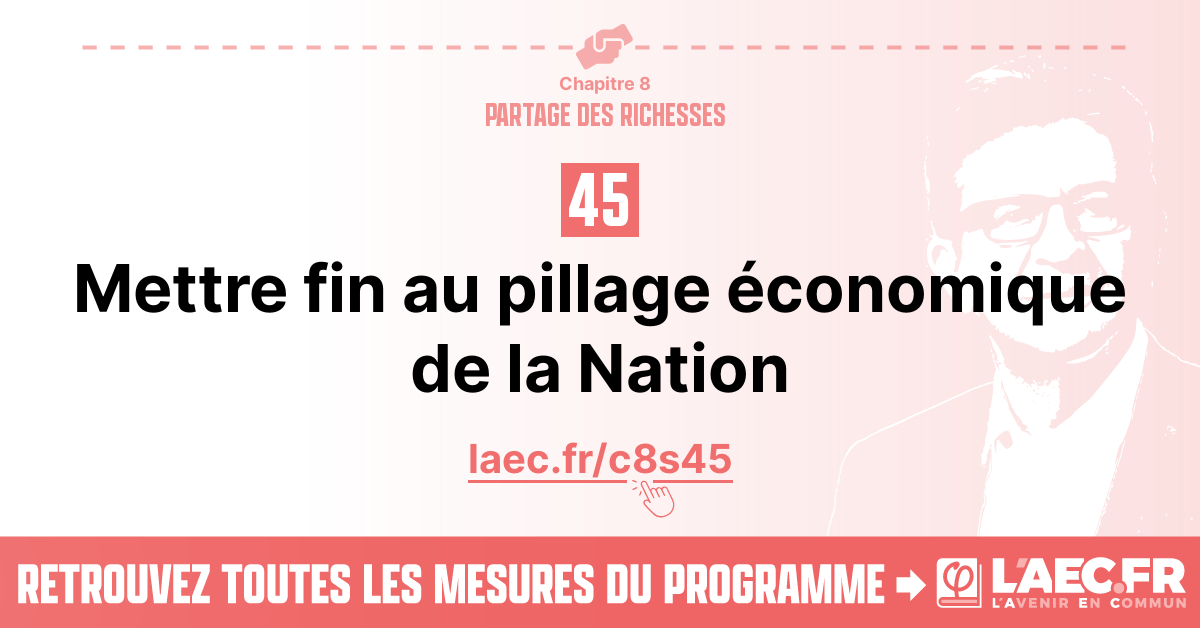 Chapitre 8
PARTAGE DES RICHESSES
45
Mettre fin au pillage économique
de la Nation
laec.fr/c8s45
RETROUVEZ TOUTES LES MESURES DU PROGRAMME
L'AEC.FR
L'AVENIR EN COMMUN